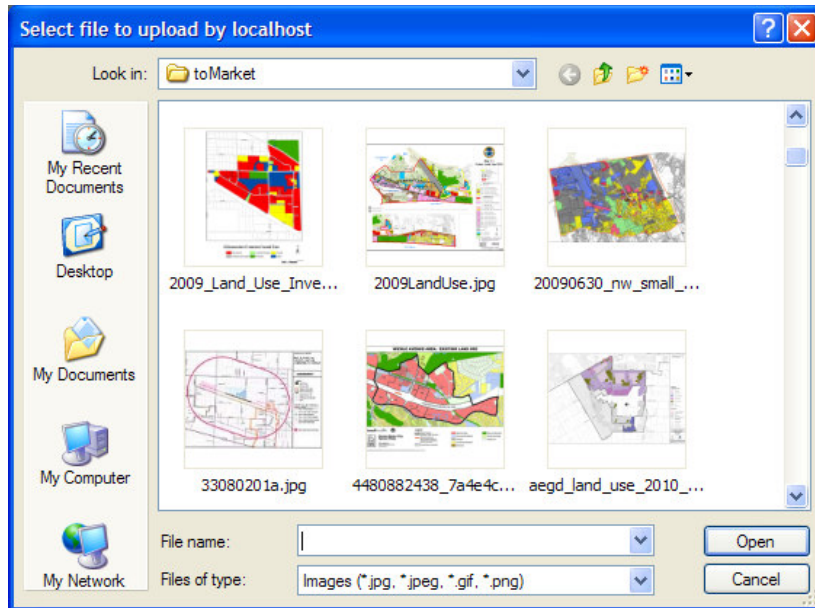 Select file to upload by localhost
Look in:
toMarket
My Recent
Documents
Desktop
My Documents
My Computer
My Network
2009_Land_Use_Inve...
2009LandUse.jpg
20090630_nw_small_...
33080201a.jpg
4480882438_7a4e4c...
aegd_land_use_2010_...
File name:
Open
Files of type:
Images (*.jpg, *.jpeg, *.gif, *.png)
Cancel